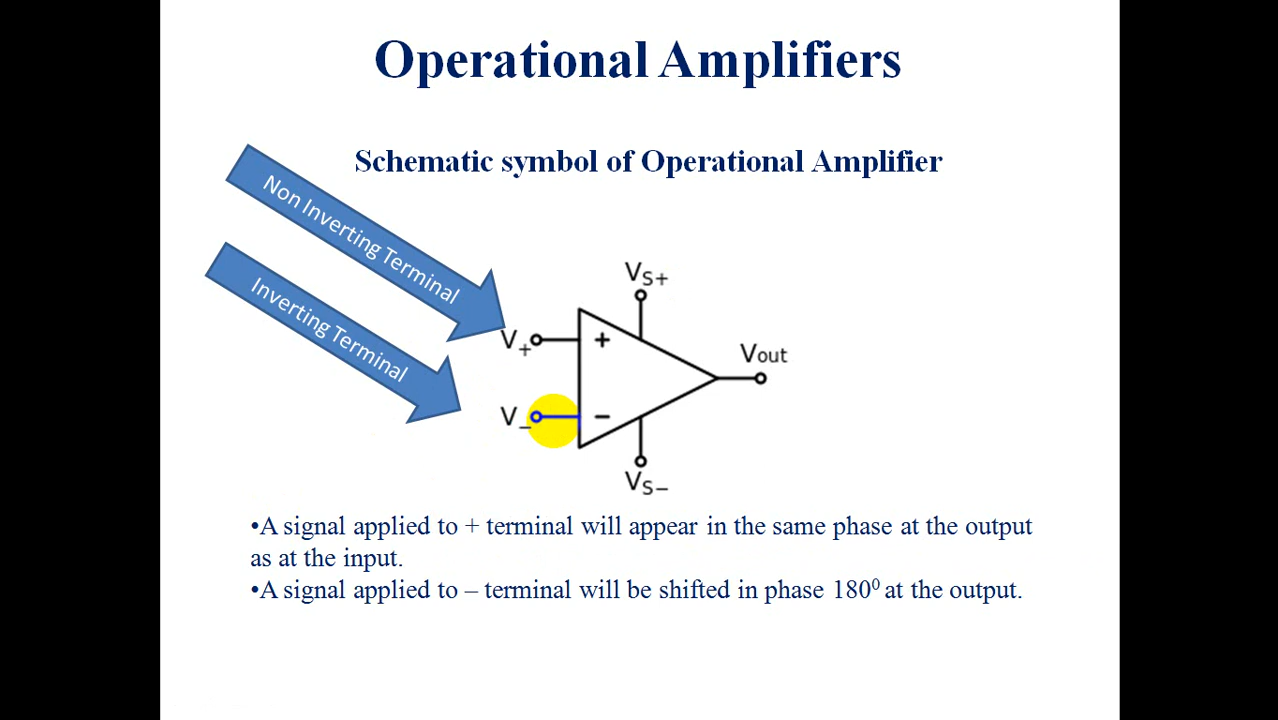 Operational Amplifiers
Schematic symbol of Operational Amplifier
Non Inverting Terminal
Inverting Terminal
VS+
V+
+
Vout
V_
–
VS–
•A signal applied to + terminal will appear in the same phase at the output
as at the input.
•A signal applied to – terminal will be shifted in phase 180⁰ at the output.